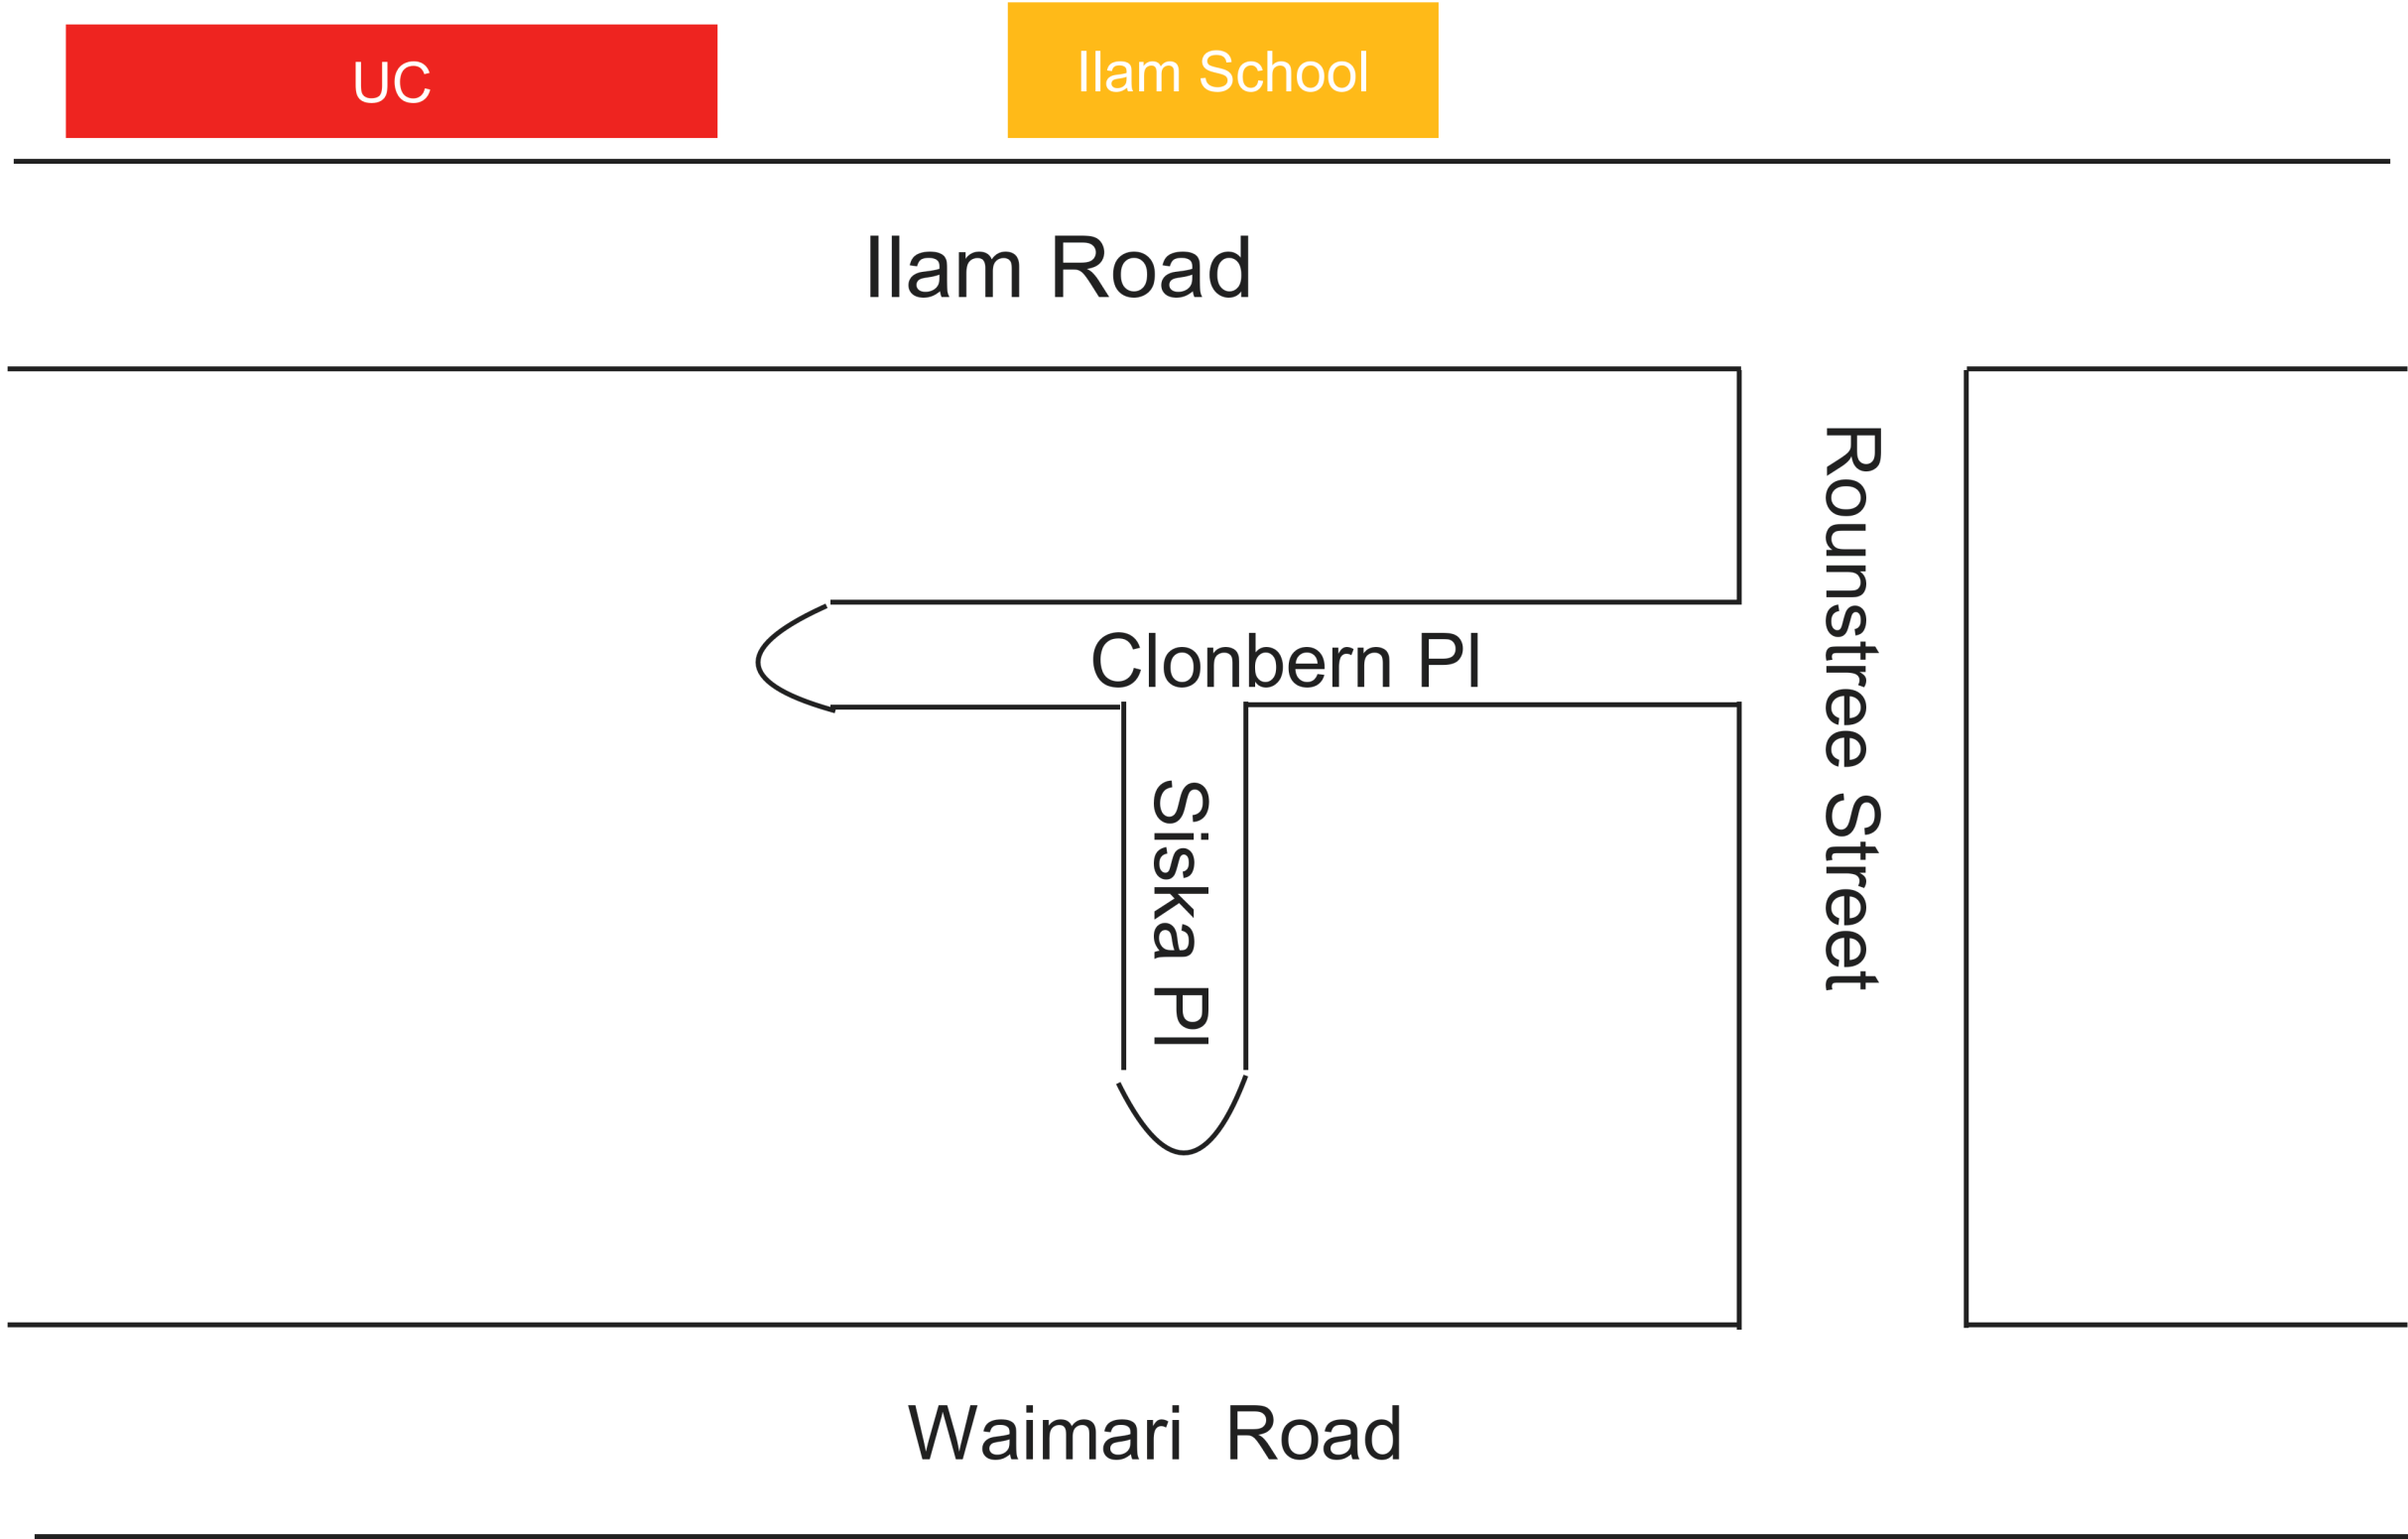 UC
Ilam School
Ilam Road
Rounstree Street
Clonbern Pl
Siska Pl
Waimari Road